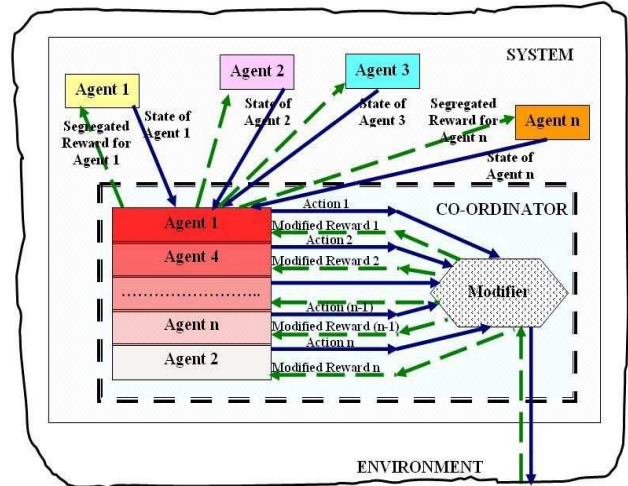 SYSTEM
Agent 1
Agent 2
Agent 3
Agent n
State of
Agent 1
Segregated
Reward for
Agent 1
State of
Agent 2
State of
Agent 3
Segregated
Reward for
Agent n
State of
Agent n
CO-ORDINATOR
Agent 1
Agent 4
................................
Agent n
Agent 2
Action 1
Modified Reward 1
Action 2
Modified Reward 2
Action (n-1)
Modified Reward (n-1)
Action n
Modified Reward n
Modifier
ENVIRONMENT